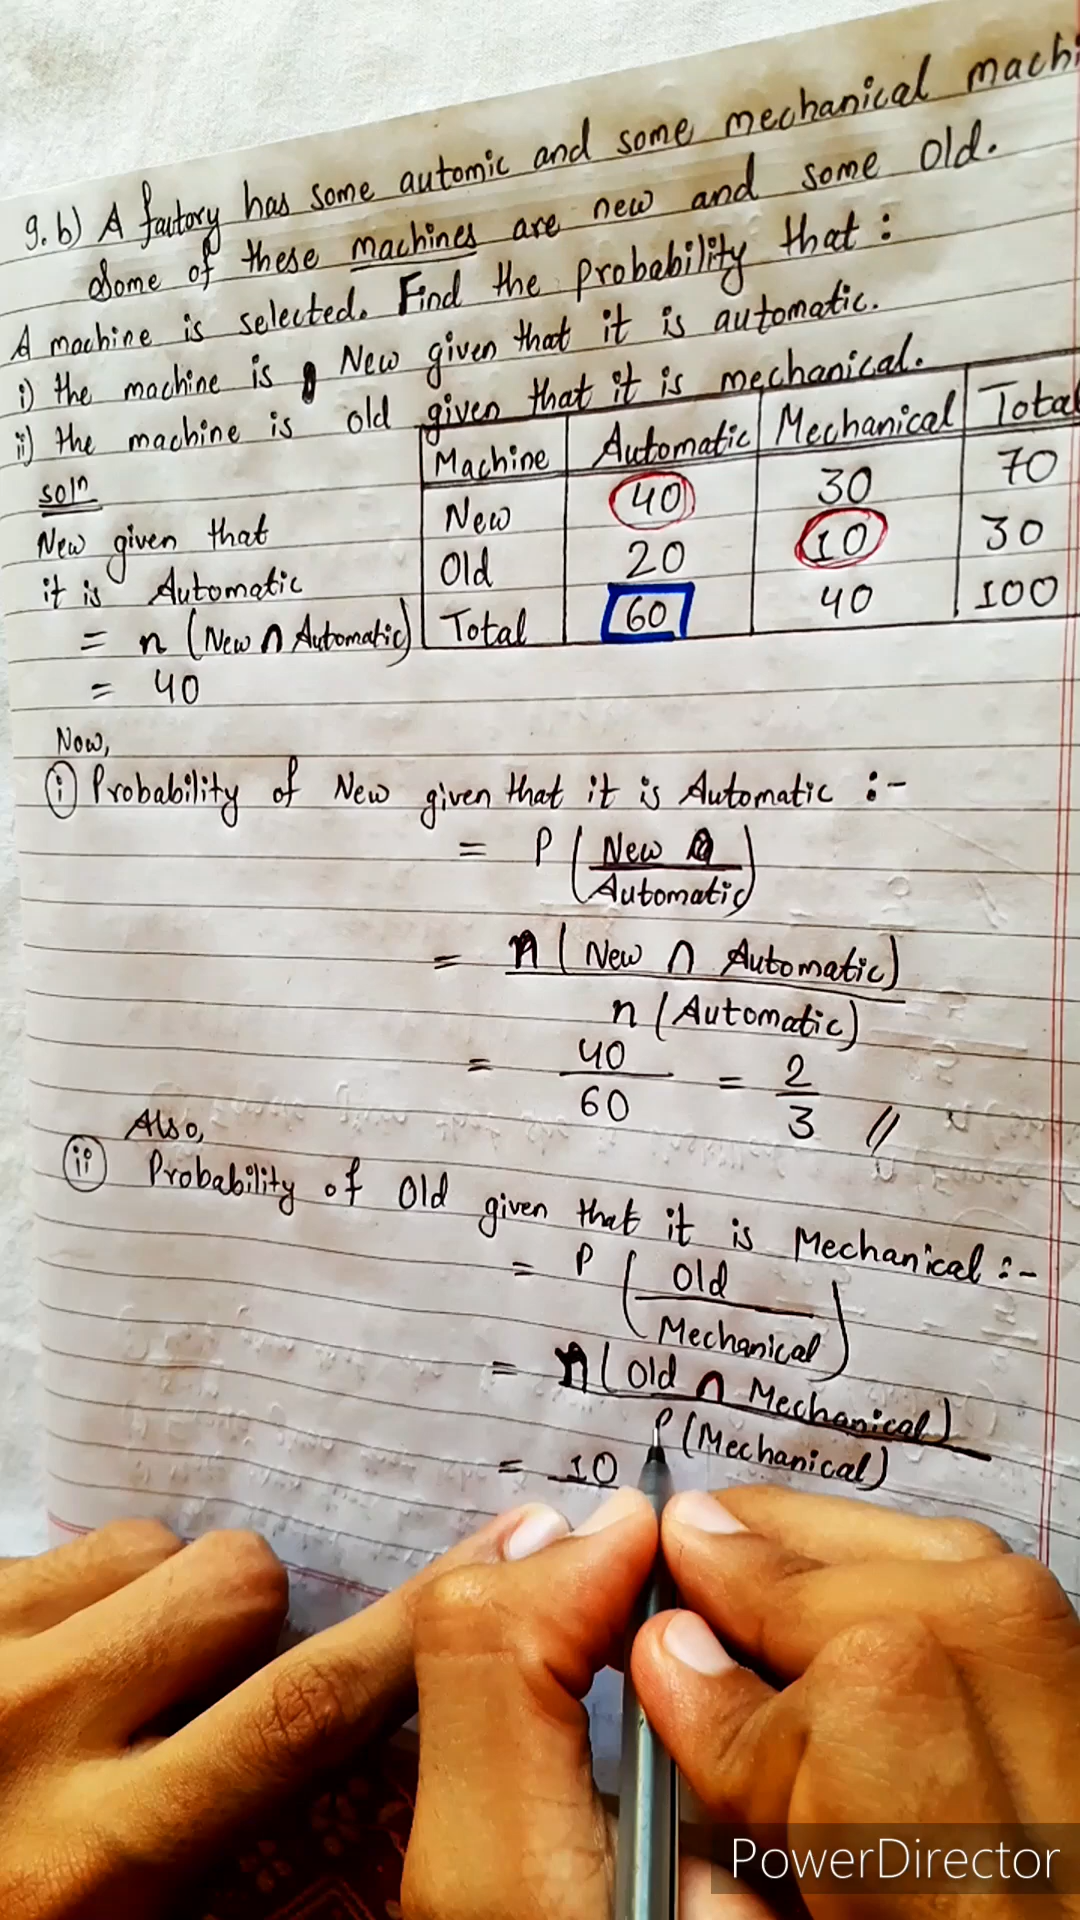 9.b) A factory has some automic and some mechanical machi
Some of these machines are new and some old.
A machine is selected. Find the probability that :
i) the machine is New given that it is automatic.
ii) the machine is old given that it is mechanical.
Machine Automatic Mechanical Total
New 40 30 70
Old 20 10 30
Total 60 40 100
soln
New given that
it is Automatic
= n (New ∩ Automatic)
= 40
Now,
i Probability of New given that it is Automatic :-
= P ( New
Automatic )
= n ( New ∩ Automatic)
n (Automatic)
= 40 = 2
60 3 //
Also,
ii Probability of Old given that it is Mechanical :-
= P ( Old
Mechanical )
= n ( Old ∩ Mechanical )
P (Mechanical)
= 10
PowerDirector